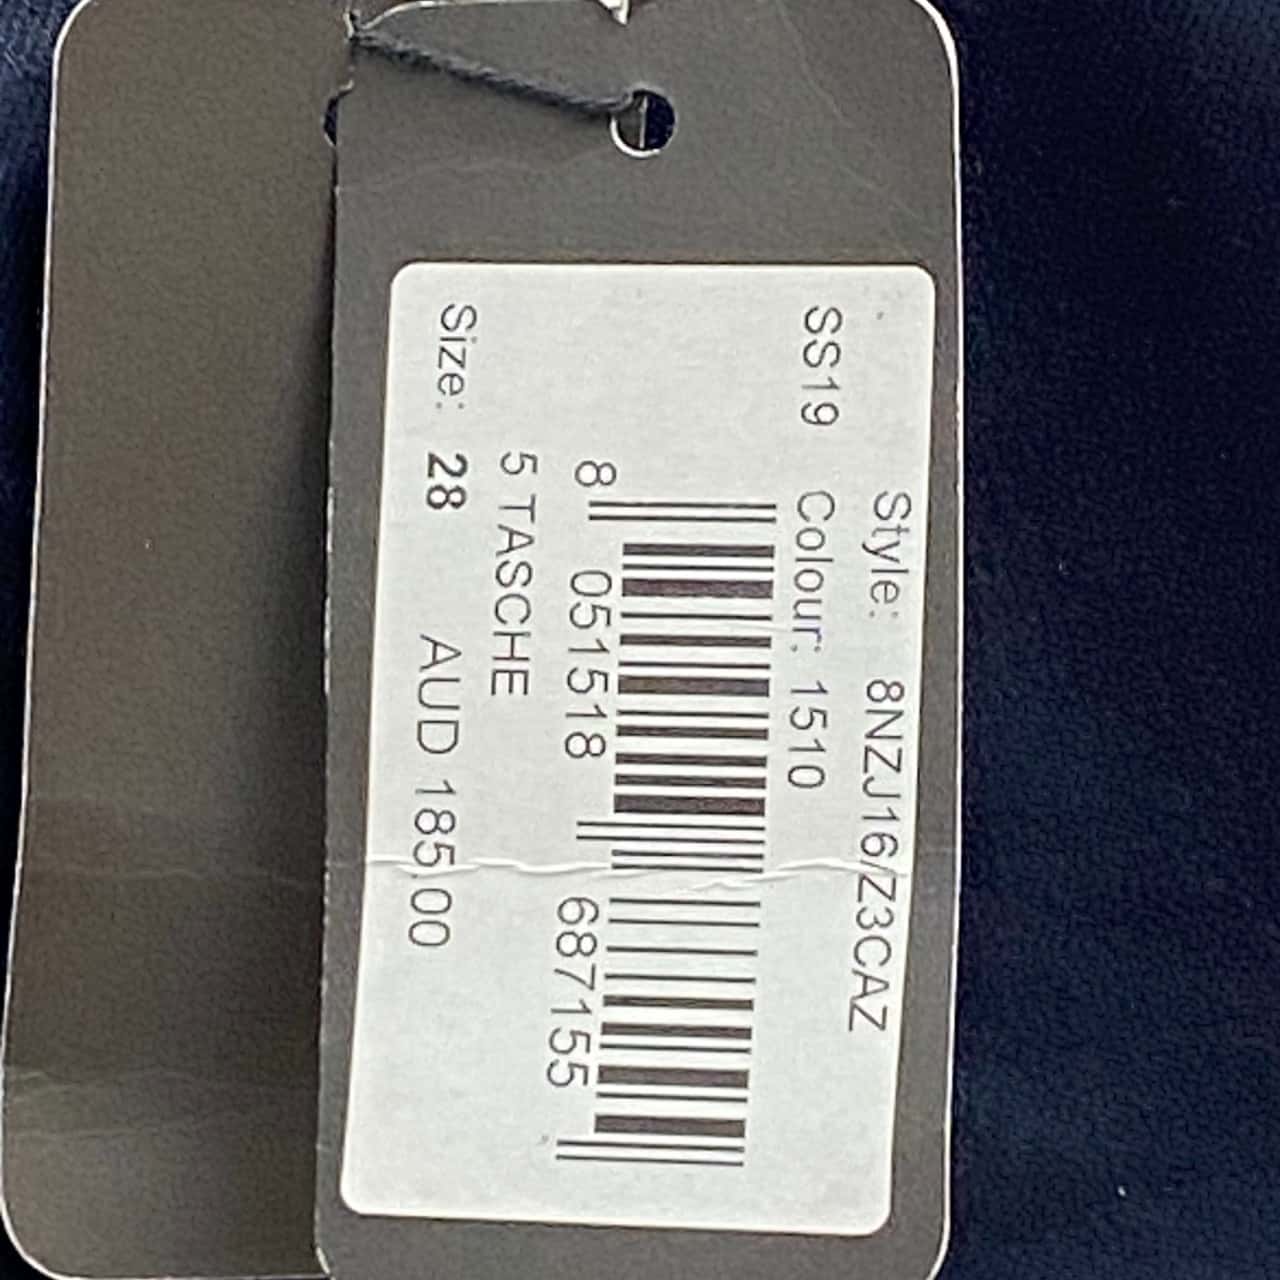 Style: 8NZJ16/Z3CAZ
SS19 Colour: 1510
8 051518 687155
5 TASCHE
Size: 28 AUD 185.00